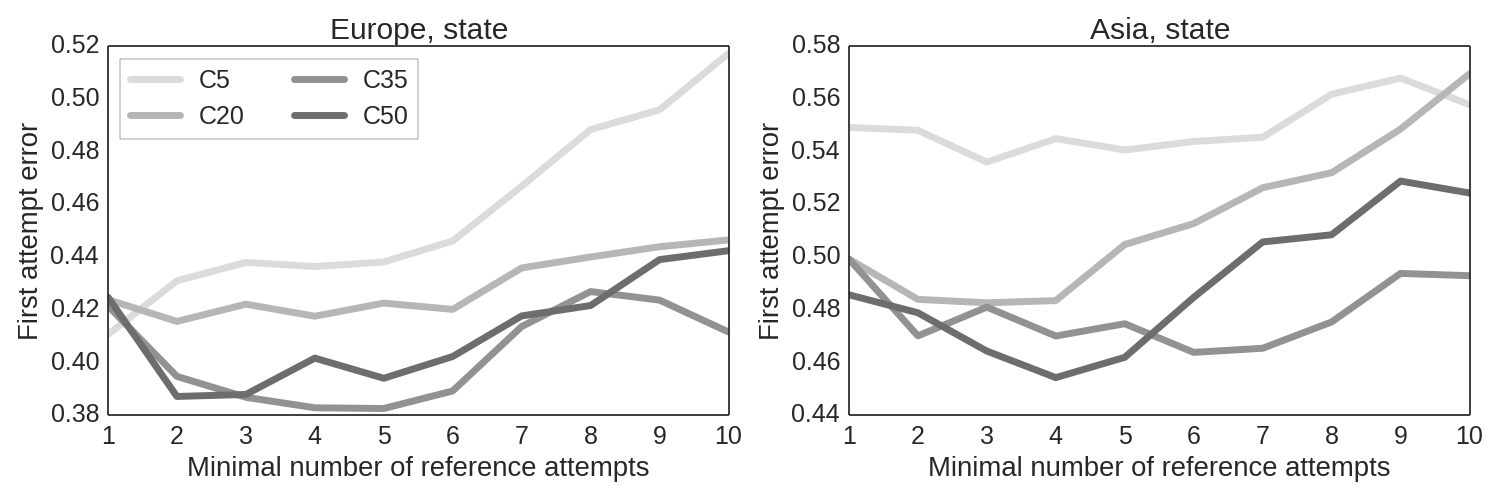 Europe, state
0.52
0.50
0.48
0.46
0.44
0.42
0.40
0.38
First attempt error
C5 C35
C20 C50
1 2 3 4 5 6 7 8 9 10
Minimal number of reference attempts
Asia, state
0.58
0.56
0.54
0.52
0.50
0.48
0.46
0.44
First attempt error
1 2 3 4 5 6 7 8 9 10
Minimal number of reference attempts